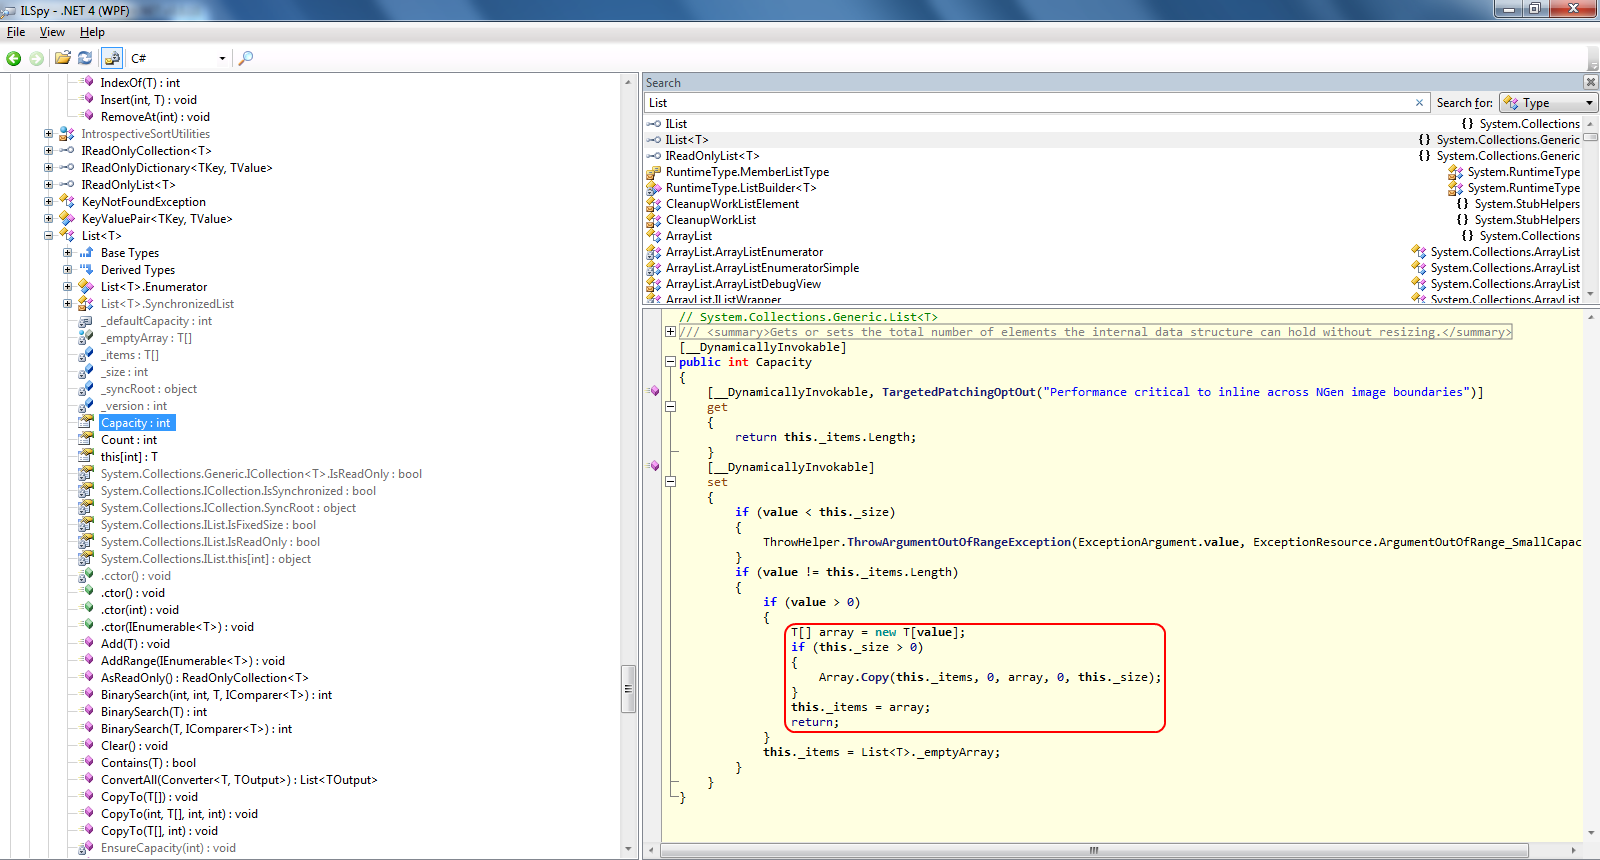 ILSpy - .NET 4 (WPF)
File View Help
C#
IndexOf(T) : int
Insert(int, T) : void
RemoveAt(int) : void
IntrospectiveSortUtilities
IReadOnlyCollection<T>
IReadOnlyDictionary<TKey, TValue>
IReadOnlyList<T>
KeyNotFoundException
KeyValuePair<TKey, TValue>
List<T>
Base Types
Derived Types
List<T>.Enumerator
List<T>.SynchronizedList
_defaultCapacity : int
_emptyArray : T[]
_items : T[]
_size : int
_syncRoot : object
_version : int
Capacity : int
Count : int
this[int] : T
System.Collections.Generic.ICollection<T>.IsReadOnly : bool
System.Collections.ICollection.IsSynchronized : bool
System.Collections.ICollection.SyncRoot : object
System.Collections.IList.IsFixedSize : bool
System.Collections.IList.IsReadOnly : bool
System.Collections.IList.this[int] : object
.cctor() : void
.ctor() : void
.ctor(int) : void
.ctor(IEnumerable<T>) : void
Add(T) : void
AddRange(IEnumerable<T>) : void
AsReadOnly() : ReadOnlyCollection<T>
BinarySearch(int, int, T, IComparer<T>) : int
BinarySearch(T) : int
BinarySearch(T, IComparer<T>) : int
Clear() : void
Contains(T) : bool
ConvertAll(Converter<T, TOutput>) : List<TOutput>
CopyTo(T[]) : void
CopyTo(int, T[], int, int) : void
CopyTo(T[], int) : void
EnsureCapacity(int) : void
Search
List Search for: Type
IList {} System.Collections
IList<T> {} System.Collections.Generic
IReadOnlyList<T> {} System.Collections.Generic
RuntimeType.MemberListType System.RuntimeType
RuntimeType.ListBuilder<T> System.RuntimeType
CleanupWorkListElement {} System.StubHelpers
CleanupWorkList {} System.StubHelpers
ArrayList {} System.Collections
ArrayList.ArrayListEnumerator System.Collections.ArrayList
ArrayList.ArrayListEnumeratorSimple System.Collections.ArrayList
ArrayList.ArrayListDebugView System.Collections.ArrayList
ArrayList.IListWrapper System.Collections.ArrayList
// System.Collections.Generic.List<T>
/// <summary>Gets or sets the total number of elements the internal data structure can hold without resizing.</summary>
[__DynamicallyInvokable]
public int Capacity
{
[__DynamicallyInvokable, TargetedPatchingOptOut("Performance critical to inline across NGen image boundaries")]
get
{
return this._items.Length;
}
[__DynamicallyInvokable]
set
{
if (value < this._size)
{
ThrowHelper.ThrowArgumentOutOfRangeException(ExceptionArgument.value, ExceptionResource.ArgumentOutOfRange_SmallCapac
}
if (value != this._items.Length)
{
if (value > 0)
{
T[] array = new T[value];
if (this._size > 0)
{
Array.Copy(this._items, 0, array, 0, this._size);
}
this._items = array;
return;
}
this._items = List<T>._emptyArray;
}
}
}